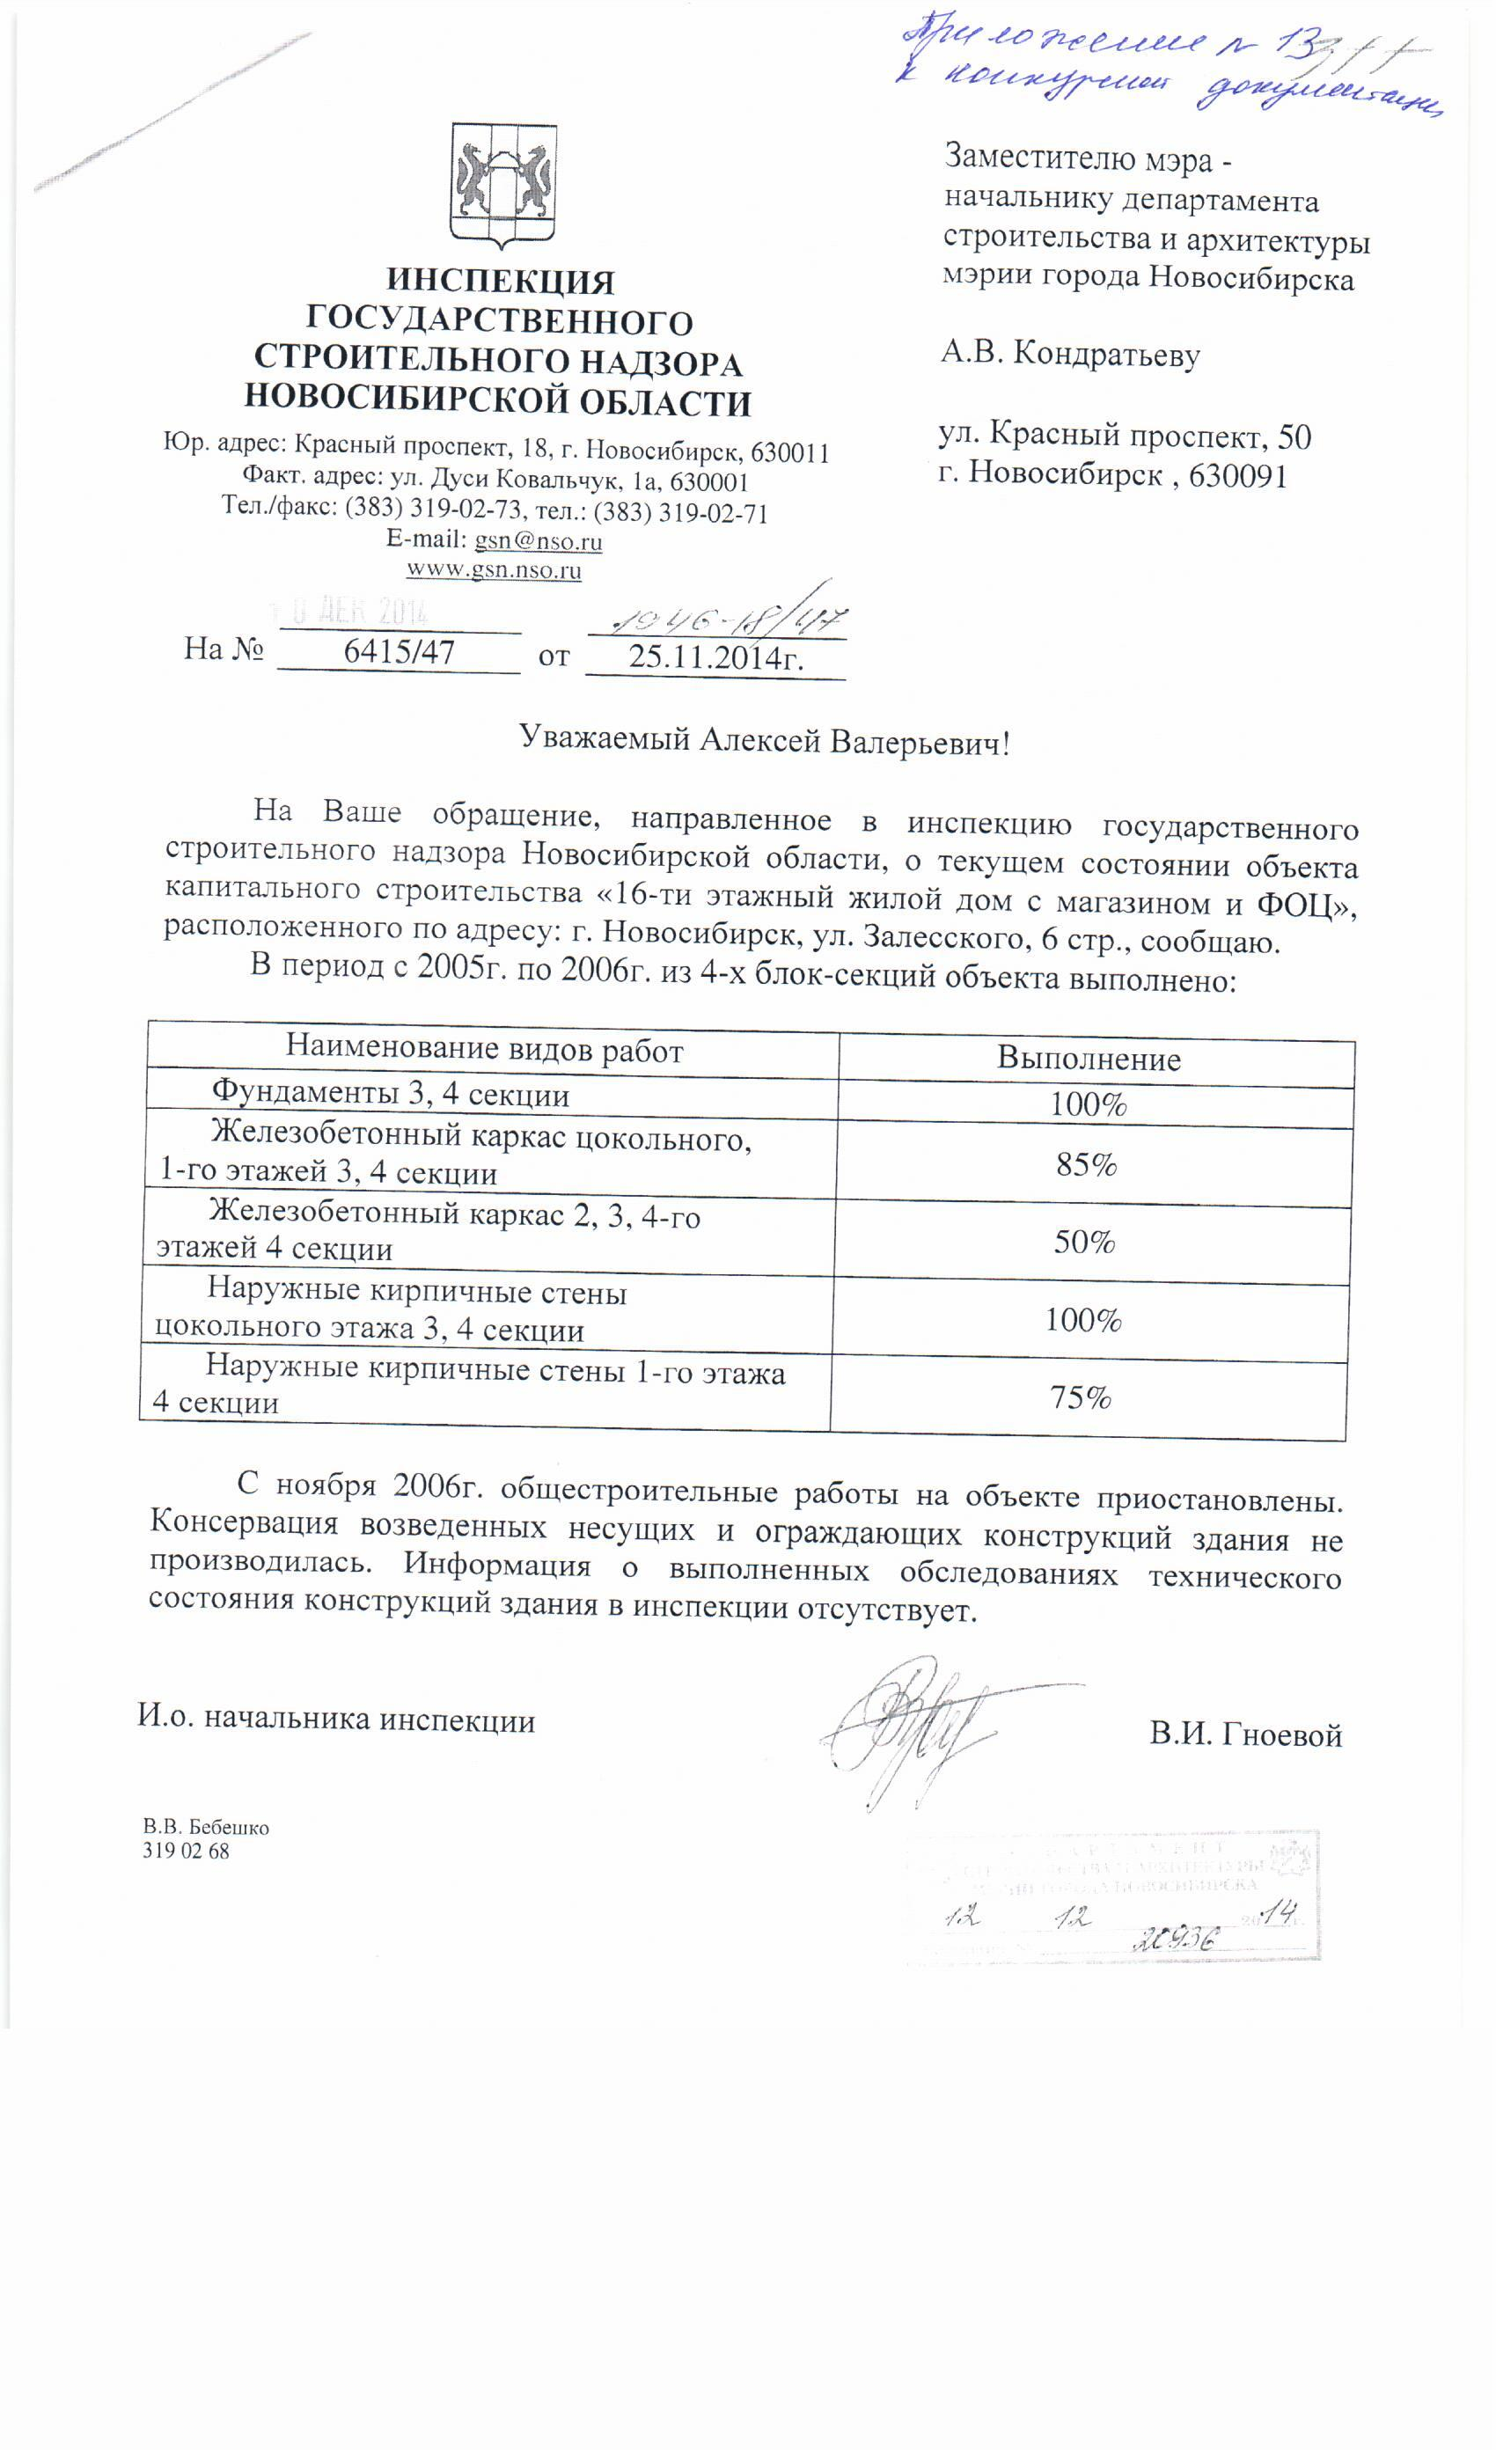 Приложение № 13
к конкурсной документации
Заместителю мэра -
начальнику департамента
строительства и архитектуры
мэрии города Новосибирска
А.В. Кондратьеву
ул. Красный проспект, 50
г. Новосибирск , 630091
ИНСПЕКЦИЯ
ГОСУДАРСТВЕННОГО
СТРОИТЕЛЬНОГО НАДЗОРА
НОВОСИБИРСКОЙ ОБЛАСТИ
Юр. адрес: Красный проспект, 18, г. Новосибирск, 630011
Факт. адрес: ул. Дуси Ковальчук, 1а, 630001
Тел./факс: (383) 319-02-73, тел.: (383) 319-02-71
E-mail: gsn@nso.ru
www.gsn.nso.ru
ДЕК 2014 1046-18/47
На № 6415/47 от 25.11.2014г.
Уважаемый Алексей Валерьевич!
На Ваше обращение, направленное в инспекцию государственного
строительного надзора Новосибирской области, о текущем состоянии объекта
капитального строительства «16-ти этажный жилой дом с магазином и ФОЦ»,
расположенного по адресу: г. Новосибирск, ул. Залесского, 6 стр., сообщаю.
В период с 2005г. по 2006г. из 4-х блок-секций объекта выполнено:
Наименование видов работ Выполнение
Фундаменты 3, 4 секции 100%
Железобетонный каркас цокольного,
1-го этажей 3, 4 секции 85%
Железобетонный каркас 2, 3, 4-го
этажей 4 секции 50%
Наружные кирпичные стены
цокольного этажа 3, 4 секции 100%
Наружные кирпичные стены 1-го этажа
4 секции 75%
С ноября 2006г. общестроительные работы на объекте приостановлены.
Консервация возведенных несущих и ограждающих конструкций здания не
производилась. Информация о выполненных обследованиях технического
состояния конструкций здания в инспекции отсутствует.
И.о. начальника инспекции В.И. Гноевой
В.В. Бебешко
319 02 68
И АРХИТЕКТУРЫ
НОВОСИБИРСКА
12 12 2014 г.
20936